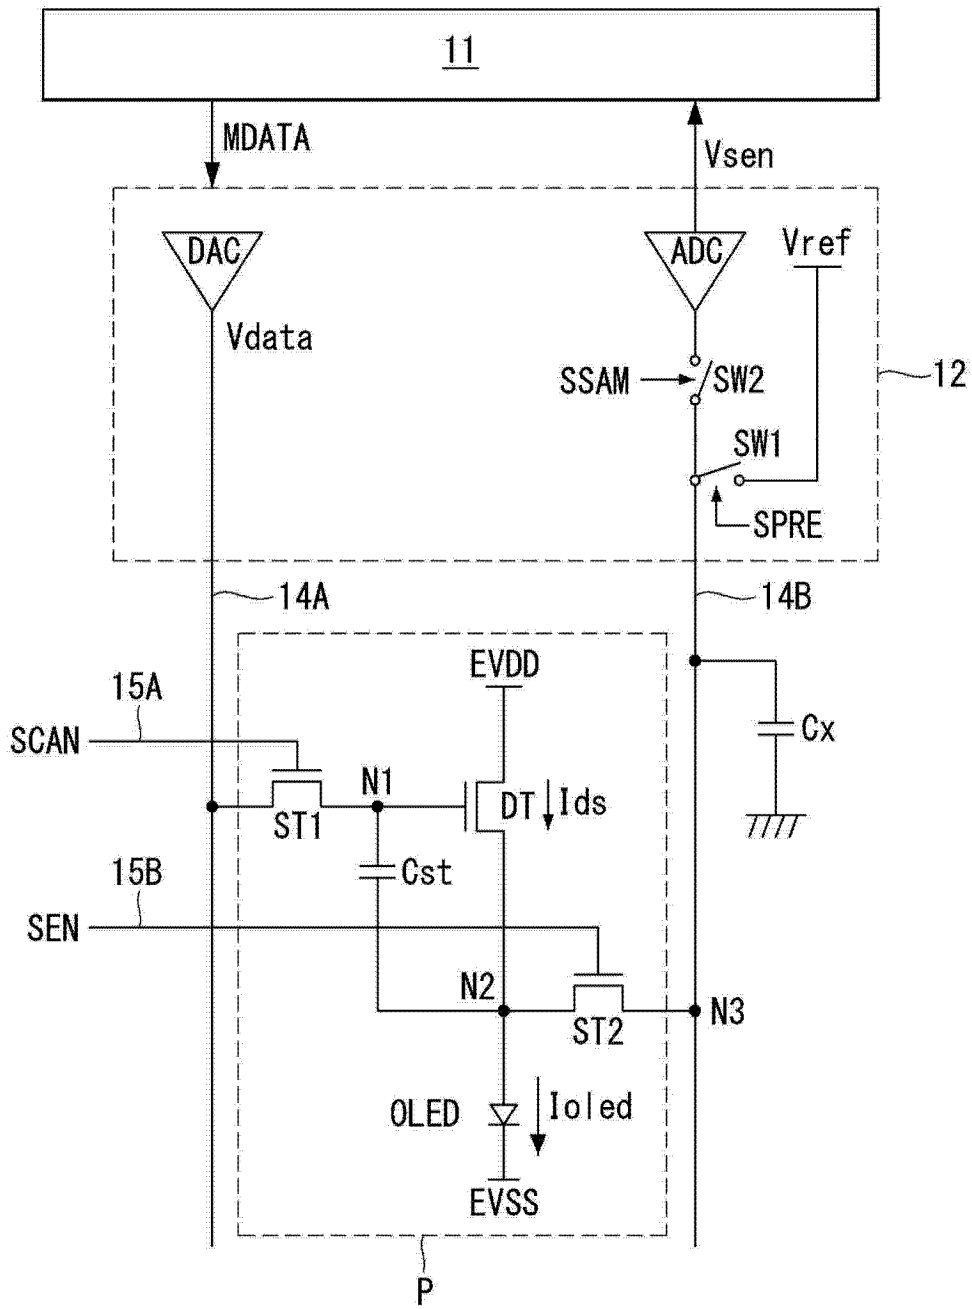 11
MDATA
Vsen
DAC
ADC
Vref
Vdata
SSAM
SW2
12
SW1
SPRE
14A
14B
EVDD
15A
SCAN
Cx
N1
DT
Ids
ST1
15B
Cst
SEN
N2
N3
ST2
OLED
Ioled
EVSS
P